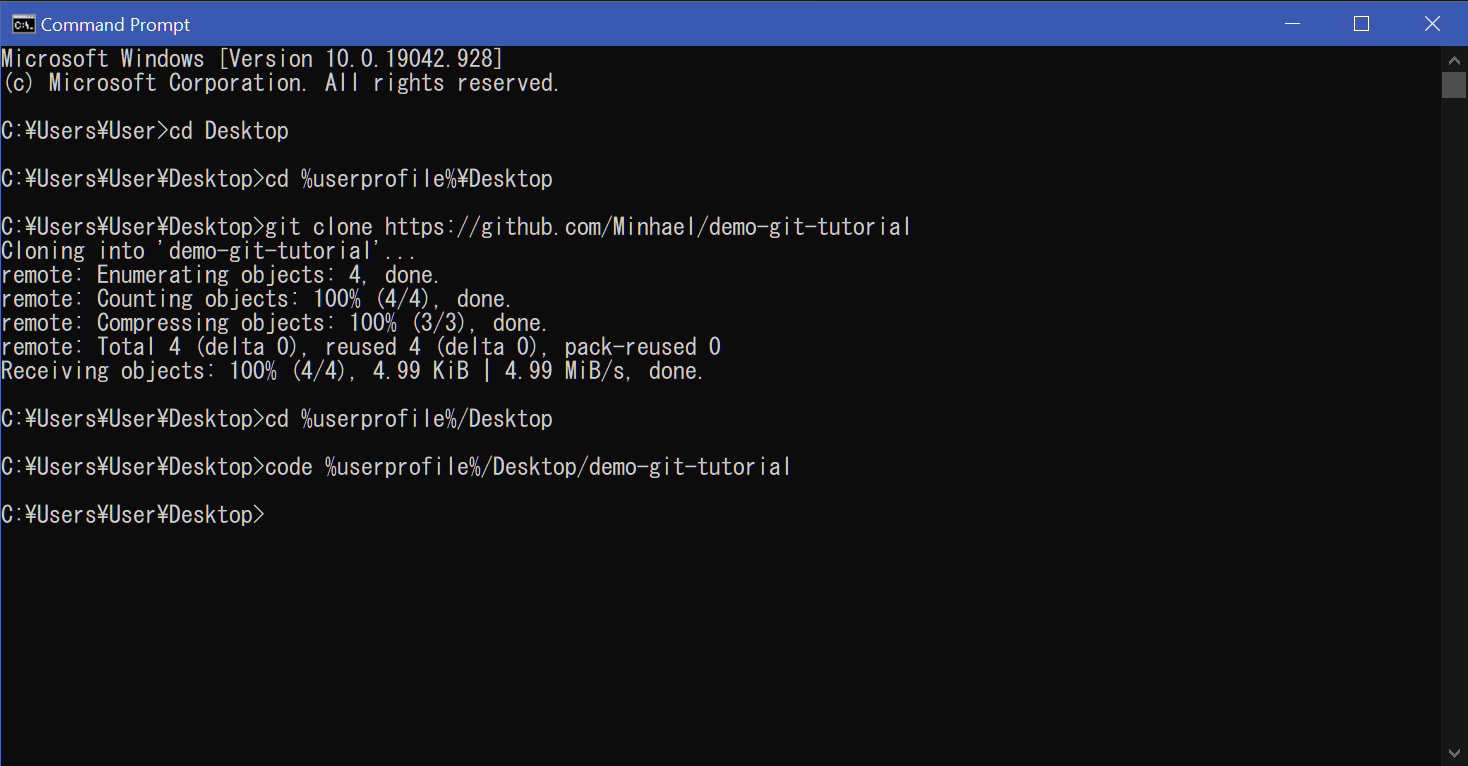 Command Prompt
Microsoft Windows [Version 10.0.19042.928]
(c) Microsoft Corporation. All rights reserved.
C:¥Users¥User>cd Desktop
C:¥Users¥User¥Desktop>cd %userprofile%¥Desktop
C:¥Users¥User¥Desktop>git clone https://github.com/Minhael/demo-git-tutorial
Cloning into 'demo-git-tutorial'...
remote: Enumerating objects: 4, done.
remote: Counting objects: 100% (4/4), done.
remote: Compressing objects: 100% (3/3), done.
remote: Total 4 (delta 0), reused 4 (delta 0), pack-reused 0
Receiving objects: 100% (4/4), 4.99 KiB | 4.99 MiB/s, done.
C:¥Users¥User¥Desktop>cd %userprofile%/Desktop
C:¥Users¥User¥Desktop>code %userprofile%/Desktop/demo-git-tutorial
C:¥Users¥User¥Desktop>